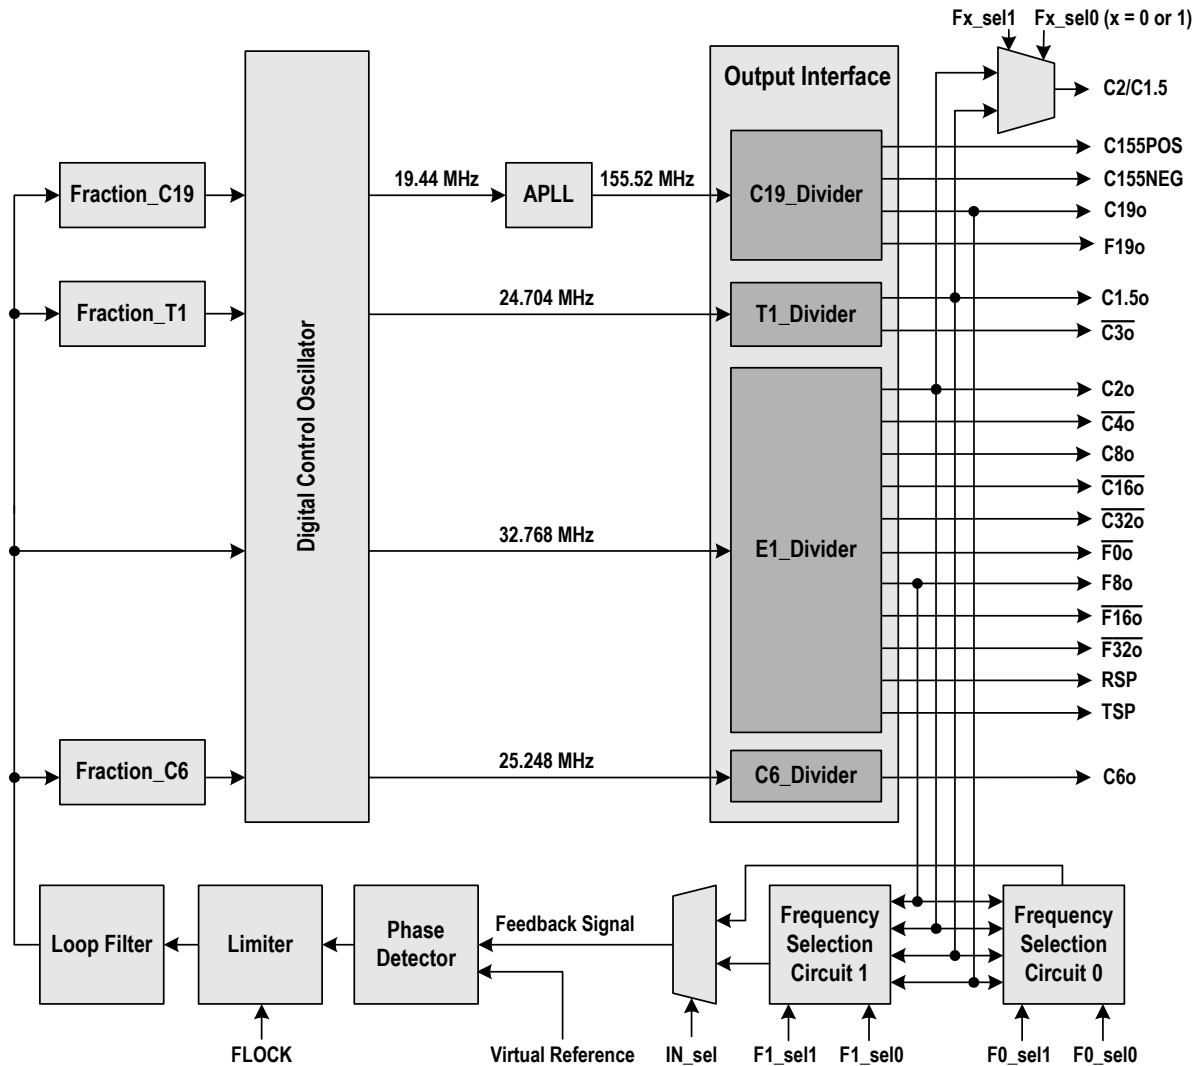 Fx_sel1
Fx_sel0 (x = 0 or 1)
Output Interface
C2/C1.5
C155POS
Fraction_C19
19.44 MHz
APLL
155.52 MHz
C19_Divider
C155NEG
C19o
F19o
Fraction_T1
24.704 MHz
T1_Divider
C1.5o
C3o
Digital Control Oscillator
C2o
C4o
C8o
C16o
C32o
32.768 MHz
E1_Divider
F0o
F8o
F16o
F32o
RSP
TSP
Fraction_C6
25.248 MHz
C6_Divider
C6o
Loop Filter
Limiter
Phase
Detector
Feedback Signal
Frequency
Selection
Circuit 1
Frequency
Selection
Circuit 0
FLOCK
Virtual Reference
IN_sel
F1_sel1
F1_sel0
F0_sel1
F0_sel0